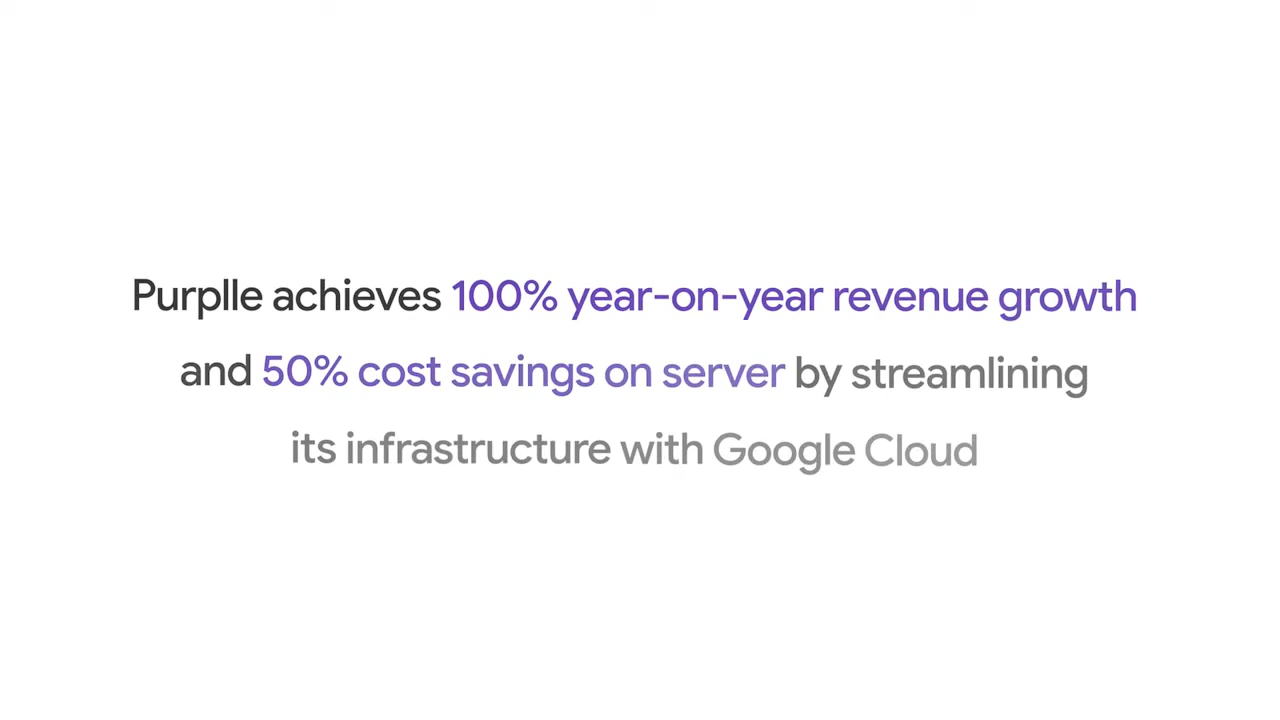 Purplle achieves 100% year-on-year revenue growth
and 50% cost savings on server by streamlining
its infrastructure with Google Cloud